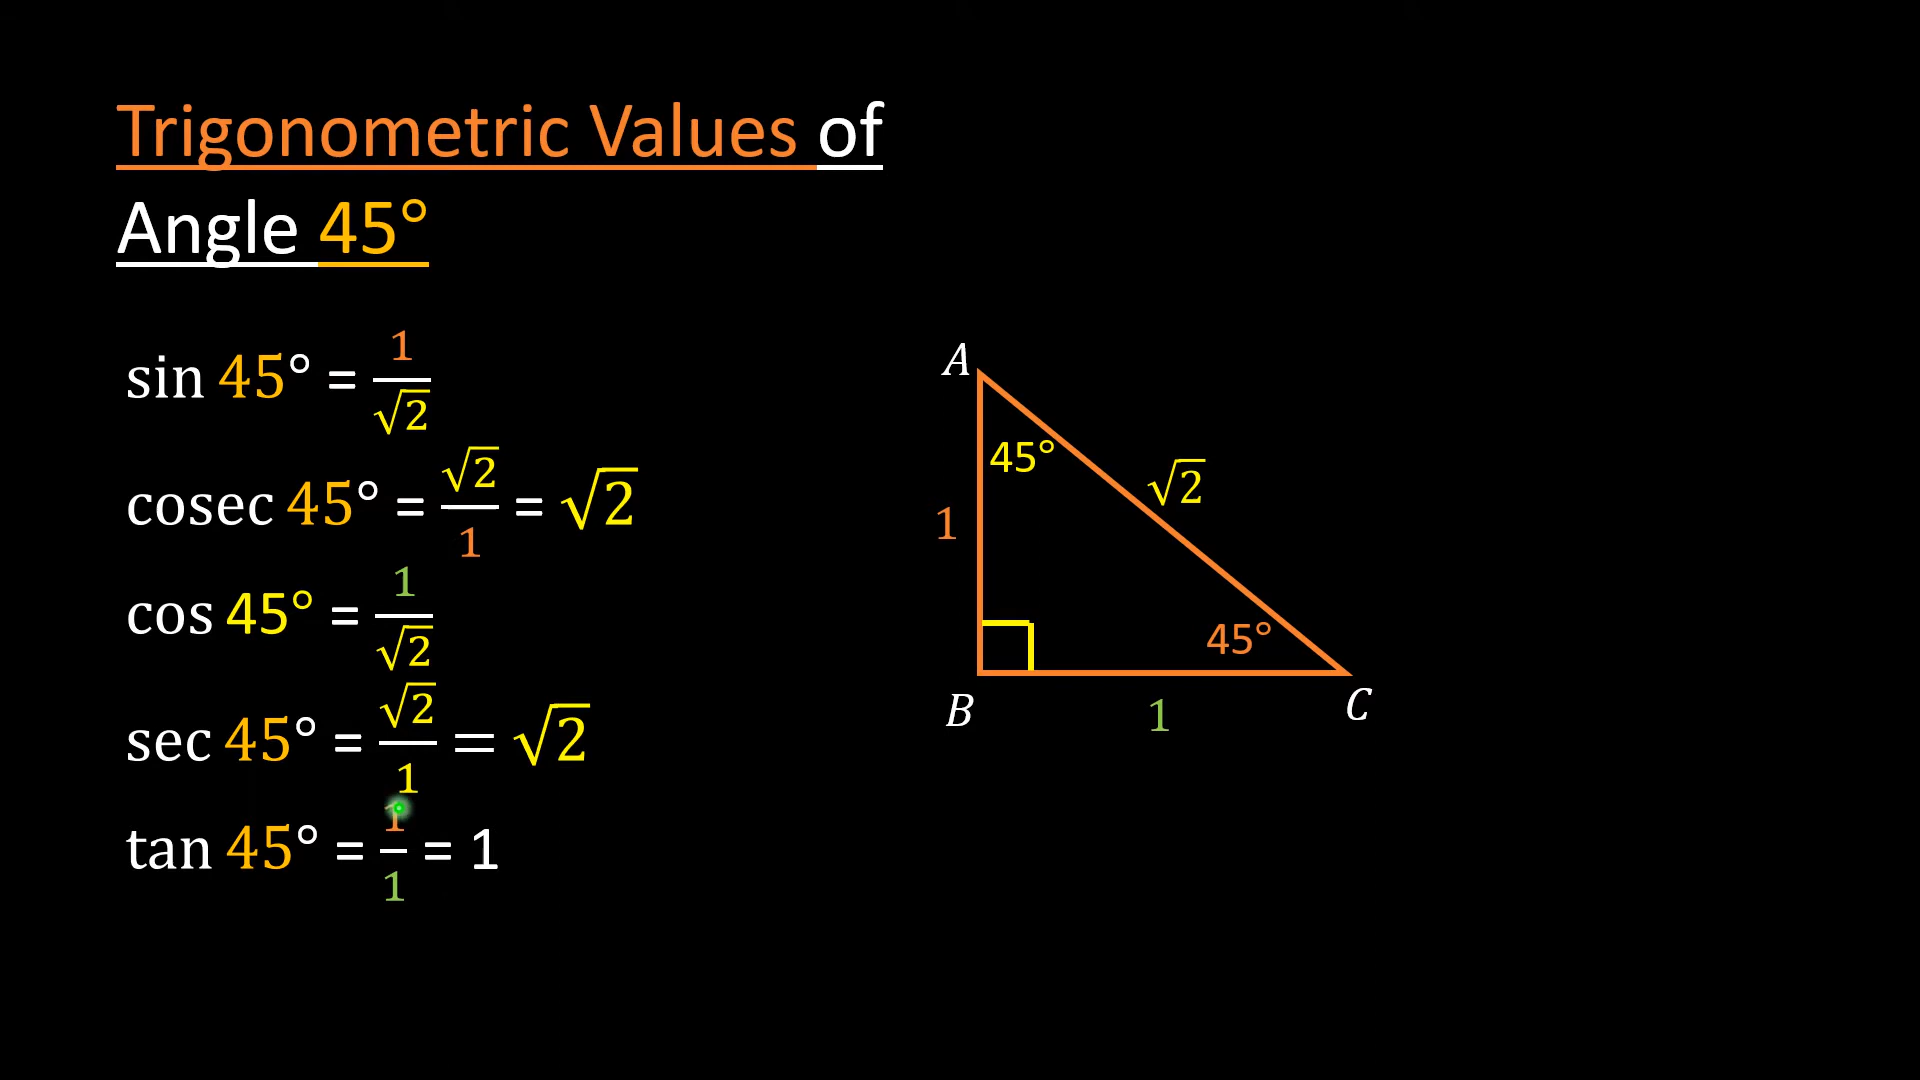 Trigonometric Values of
Angle 45°
sin 45° = 1/√2
cosec 45° = √2/1 = √2
cos 45° = 1/√2
sec 45° = √2/1 = √2
tan 45° = 1/1 = 1
A
45°
√2
1
45°
B
1
C